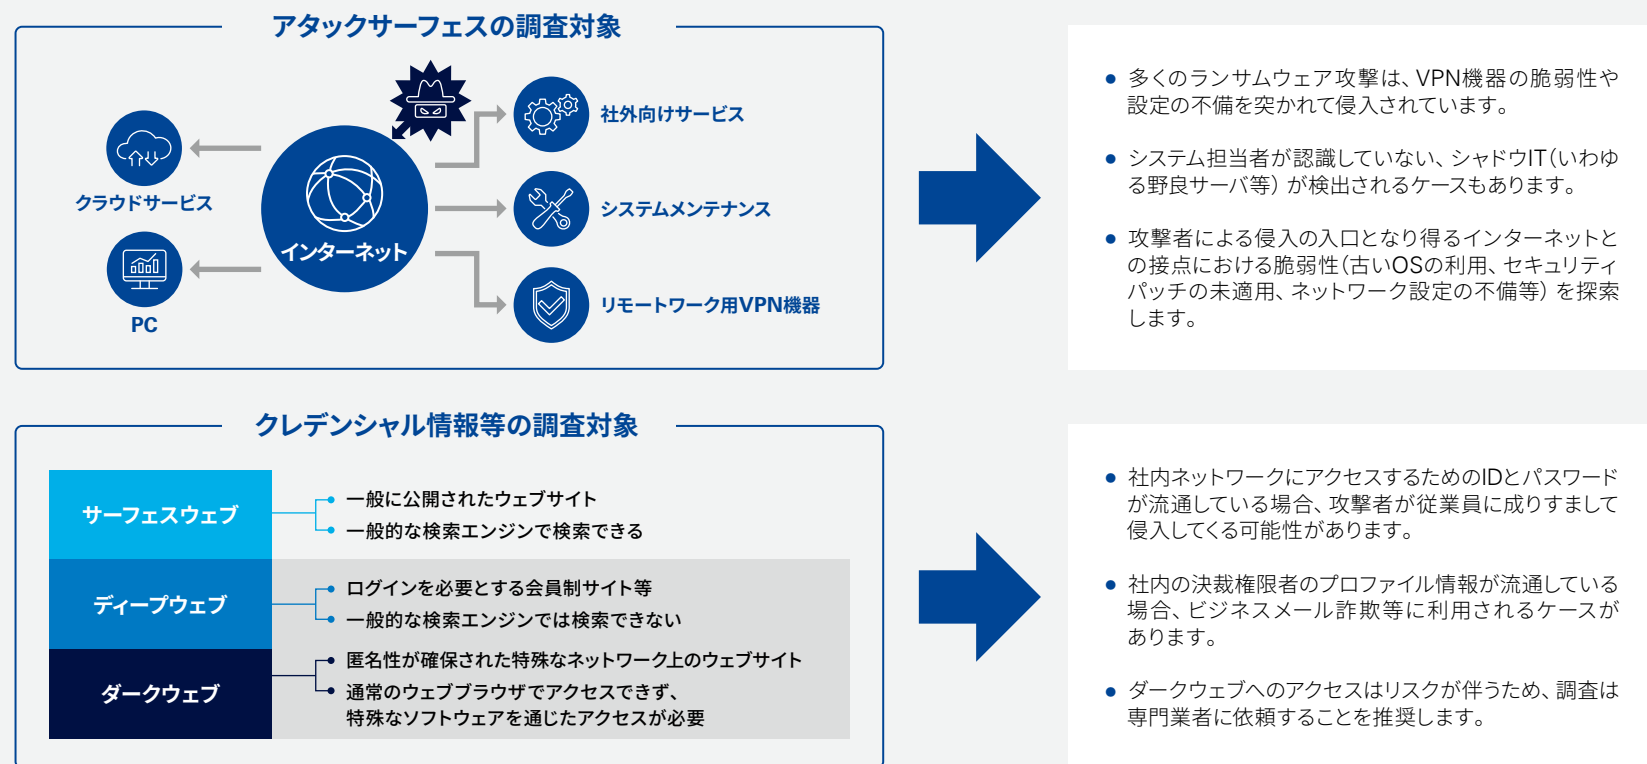 アタックサーフェスの調査対象
クラウドサービス
PC
インターネット
社外向けサービス
システムメンテナンス
リモートワーク用VPN機器
● 多くのランサムウェア攻撃は、VPN機器の脆弱性や
設定の不備を突かれて侵入されています。
● システム担当者が認識していない、シャドウIT(いわゆ
る野良サーバ等) が検出されるケースもあります。
● 攻撃者による侵入の入口となり得るインターネットと
の接点における脆弱性(古いOSの利用、セキュリティ
パッチの未適用、ネットワーク設定の不備等) を探索
します。
クレデンシャル情報等の調査対象
サーフェスウェブ
一般に公開されたウェブサイト
一般的な検索エンジンで検索できる
ディープウェブ
ログインを必要とする会員制サイト等
一般的な検索エンジンでは検索できない
ダークウェブ
匿名性が確保された特殊なネットワーク上のウェブサイト
通常のウェブブラウザでアクセスできず、
特殊なソフトウェアを通じたアクセスが必要
● 社内ネットワークにアクセスするためのIDとパスワード
が流通している場合、攻撃者が従業員に成りすまして
侵入してくる可能性があります。
● 社内の決裁権限者のプロファイル情報が流通している
場合、ビジネスメール詐欺等に利用されるケースが
あります。
● ダークウェブへのアクセスはリスクが伴うため、調査は
専門業者に依頼することを推奨します。